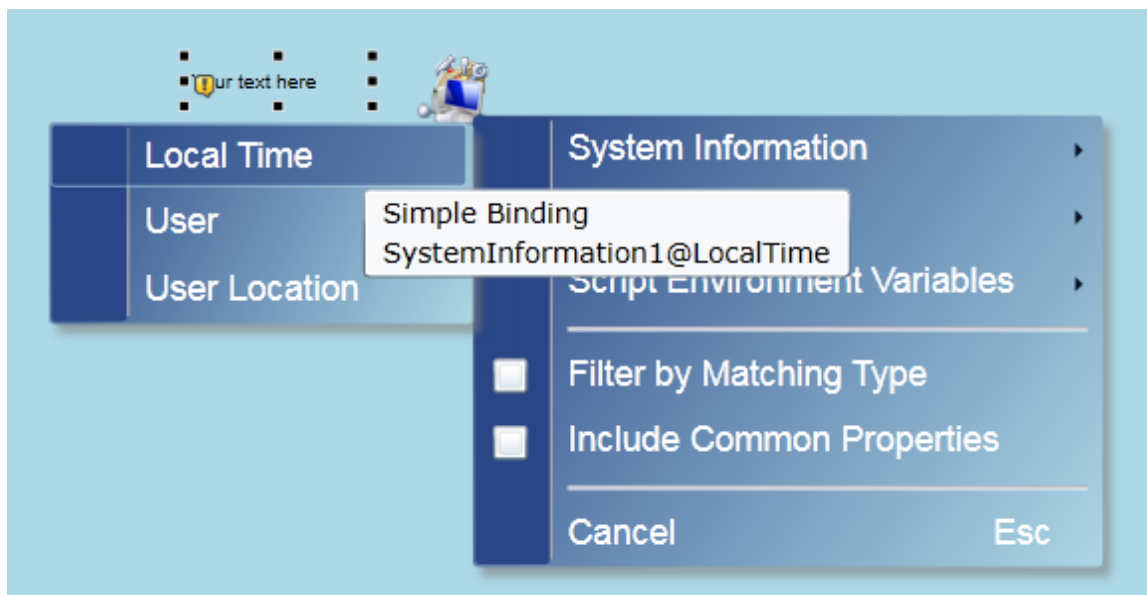 ur text here
Local Time
User
User Location
Simple Binding
SystemInformation1@LocalTime
System Information
Script Environment Variables
Filter by Matching Type
Include Common Properties
Cancel Esc